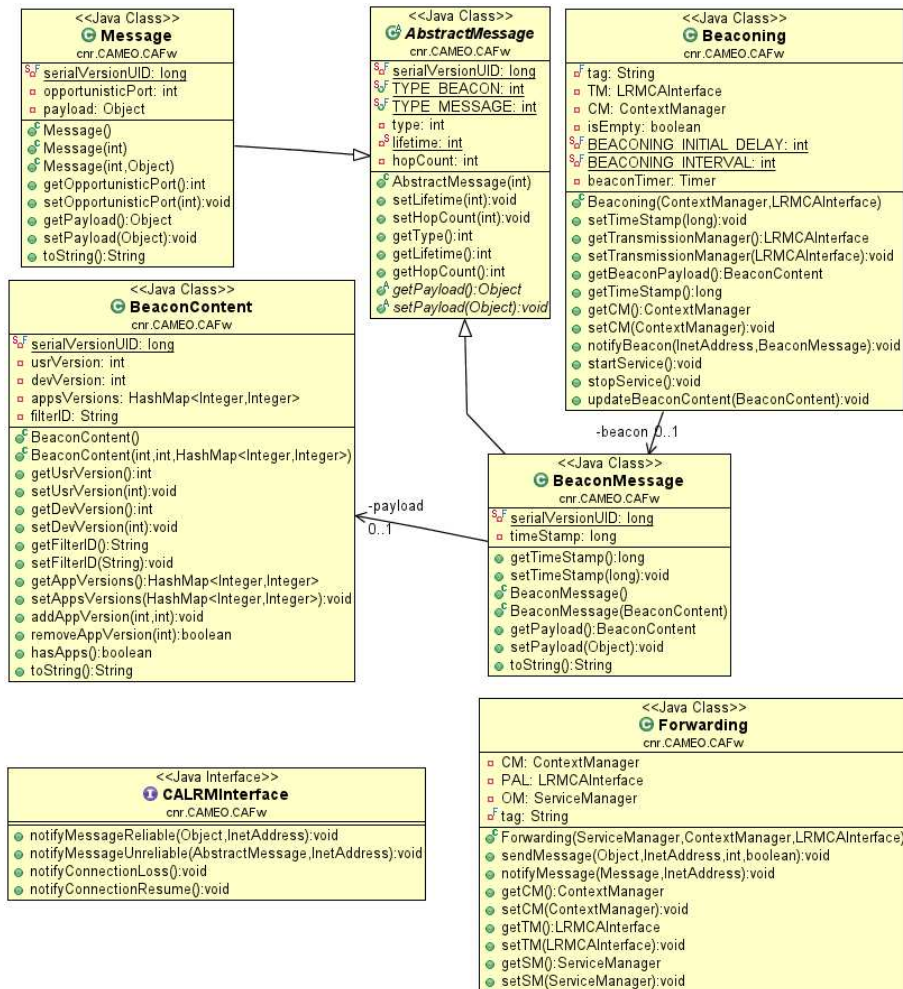 <<Java Class>>
Message
cnr.CAMEO.CAFw
serialVersionUID: long
opportunisticPort: int
payload: Object
Message()
Message(int)
Message(int,Object)
getOpportunisticPort():int
setOpportunisticPort(int):void
getPayload():Object
setPayload(Object):void
toString():String
<<Java Class>>
AbstractMessage
cnr.CAMEO.CAFw
serialVersionUID: long
TYPE_BEACON: int
TYPE_MESSAGE: int
type: int
lifetime: int
hopCount: int
AbstractMessage(int)
setLifetime(int):void
setHopCount(int):void
getType():int
getLifetime():int
getHopCount():int
getPayload():Object
setPayload(Object):void
<<Java Class>>
Beaconing
cnr.CAMEO.CAFw
tag: String
TM: LRMCAInterface
CM: ContextManager
isEmpty: boolean
BEACONING_INITIAL_DELAY: int
BEACONING_INTERVAL: int
beaconTimer: Timer
Beaconing(ContextManager,LRMCAInterface)
setTimeStamp(long):void
getTransmissionManager():LRMCAInterface
setTransmissionManager(LRMCAInterface):void
getBeaconPayload():BeaconContent
getTimeStamp():long
getCM():ContextManager
setCM(ContextManager):void
notifyBeacon(InetAddress,BeaconMessage):void
startService():void
stopService():void
updateBeaconContent(BeaconContent):void
<<Java Class>>
BeaconContent
cnr.CAMEO.CAFw
serialVersionUID: long
usrVersion: int
devVersion: int
appsVersions: HashMap<Integer,Integer>
filterID: String
BeaconContent()
BeaconContent(int,int,HashMap<Integer,Integer>)
getUsrVersion():int
setUsrVersion(int):void
getDevVersion():int
setDevVersion(int):void
getFilterID():String
setFilterID(String):void
getAppVersions():HashMap<Integer,Integer>
setAppsVersions(HashMap<Integer,Integer>):void
addAppVersion(int,int):void
removeAppVersion(int):boolean
hasApps():boolean
toString():String
-beacon 0..1
-payload
0..1
<<Java Class>>
BeaconMessage
cnr.CAMEO.CAFw
serialVersionUID: long
timeStamp: long
getTimeStamp():long
setTimeStamp(long):void
BeaconMessage()
BeaconMessage(BeaconContent)
getPayload():BeaconContent
setPayload(Object):void
toString():String
<<Java Interface>>
CALRMInterface
cnr.CAMEO.CAFw
notifyMessageReliable(Object,InetAddress):void
notifyMessageUnreliable(AbstractMessage,InetAddress):void
notifyConnectionLoss():void
notifyConnectionResume():void
<<Java Class>>
Forwarding
cnr.CAMEO.CAFw
CM: ContextManager
PAL: LRMCAInterface
OM: ServiceManager
tag: String
Forwarding(ServiceManager,ContextManager,LRMCAInterface)
sendMessage(Object,InetAddress,int,boolean):void
notifyMessage(Message,InetAddress):void
getCM():ContextManager
setCM(ContextManager):void
getTM():LRMCAInterface
setTM(LRMCAInterface):void
getSM():ServiceManager
setSM(ServiceManager):void